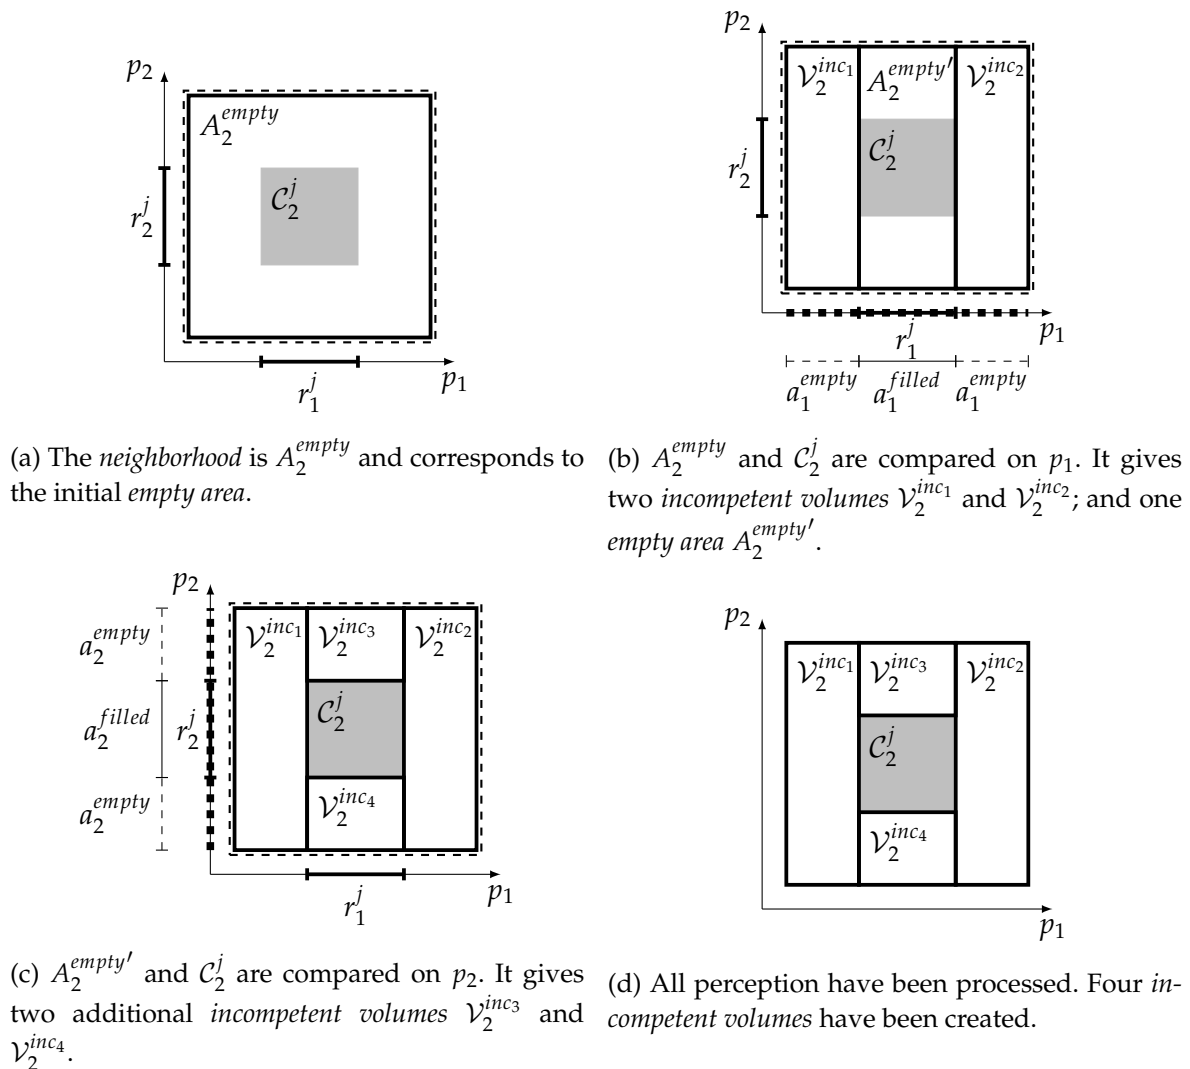 p₂
A₂^{empty}
𝒞₂^j
r₂^j
r₁^j
p₁
(a) The neighborhood is A₂^{empty} and corresponds to
the initial empty area.
p₂
𝒱₂^{inc₁} A₂^{empty′} 𝒱₂^{inc₂}
𝒞₂^j
r₂^j
r₁^j
p₁
a₁^{empty} a₁^{filled} a₁^{empty}
(b) A₂^{empty} and 𝒞₂^j are compared on p₁. It gives
two incompetent volumes 𝒱₂^{inc₁} and 𝒱₂^{inc₂}; and one
empty area A₂^{empty′}.
p₂
a₂^{empty}
𝒱₂^{inc₁} 𝒱₂^{inc₃} 𝒱₂^{inc₂}
a₂^{filled} r₂^j
𝒞₂^j
a₂^{empty}
𝒱₂^{inc₄}
p₁
r₁^j
(c) A₂^{empty′} and 𝒞₂^j are compared on p₂. It gives
two additional incompetent volumes 𝒱₂^{inc₃} and
𝒱₂^{inc₄}.
p₂
𝒱₂^{inc₁} 𝒱₂^{inc₃} 𝒱₂^{inc₂}
𝒞₂^j
𝒱₂^{inc₄}
p₁
(d) All perception have been processed. Four in-
competent volumes have been created.